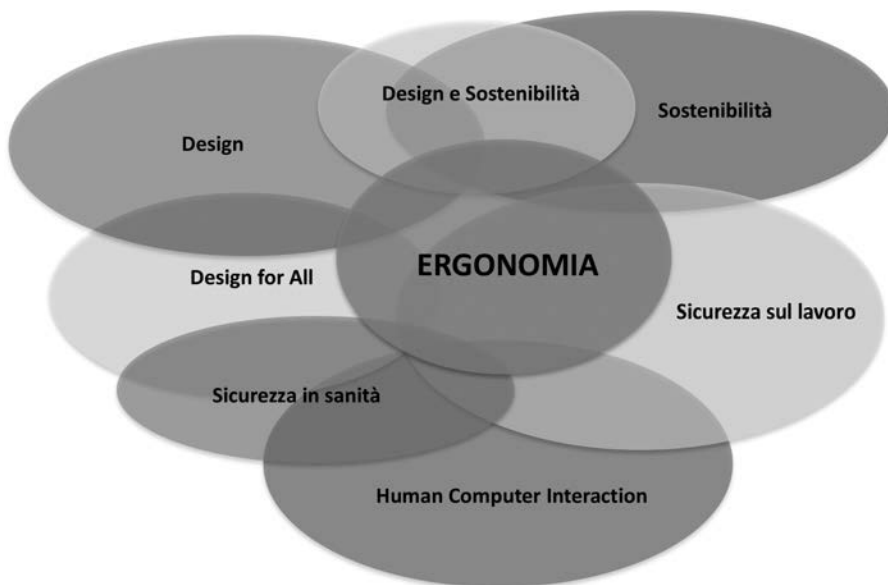 Design e Sostenibilità
Sostenibilità
Design
ERGONOMIA
Design for All
Sicurezza sul lavoro
Sicurezza in sanità
Human Computer Interaction